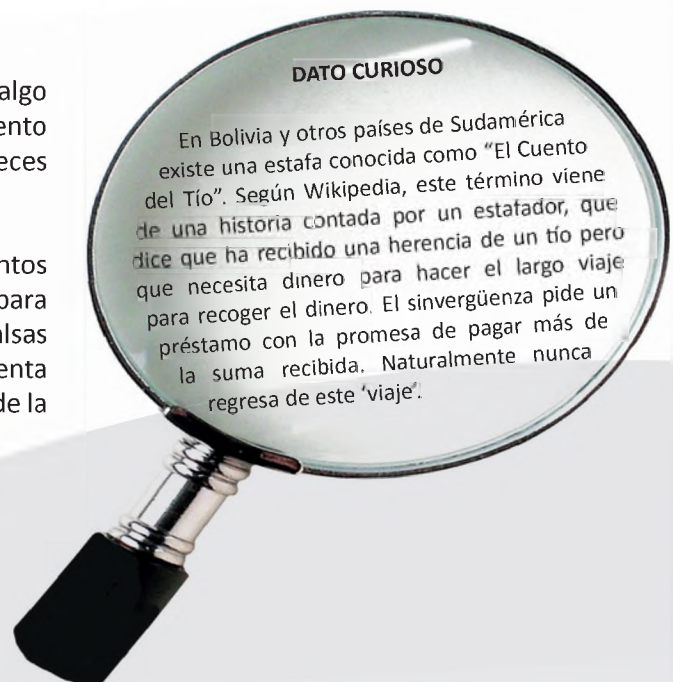 algo
ento
eces
ntos
para
alsas
enta
de la
DATO CURIOSO
En Bolivia y otros países de Sudamérica
existe una estafa conocida como "El Cuento
del Tío". Según Wikipedia, este término viene
de una historia contada por un estafador, que
dice que ha recibido una herencia de un tío pero
que necesita dinero para hacer el largo viaje
para recoger el dinero. El sinvergüenza pide un
préstamo con la promesa de pagar más de
la suma recibida. Naturalmente nunca
regresa de este 'viaje'.